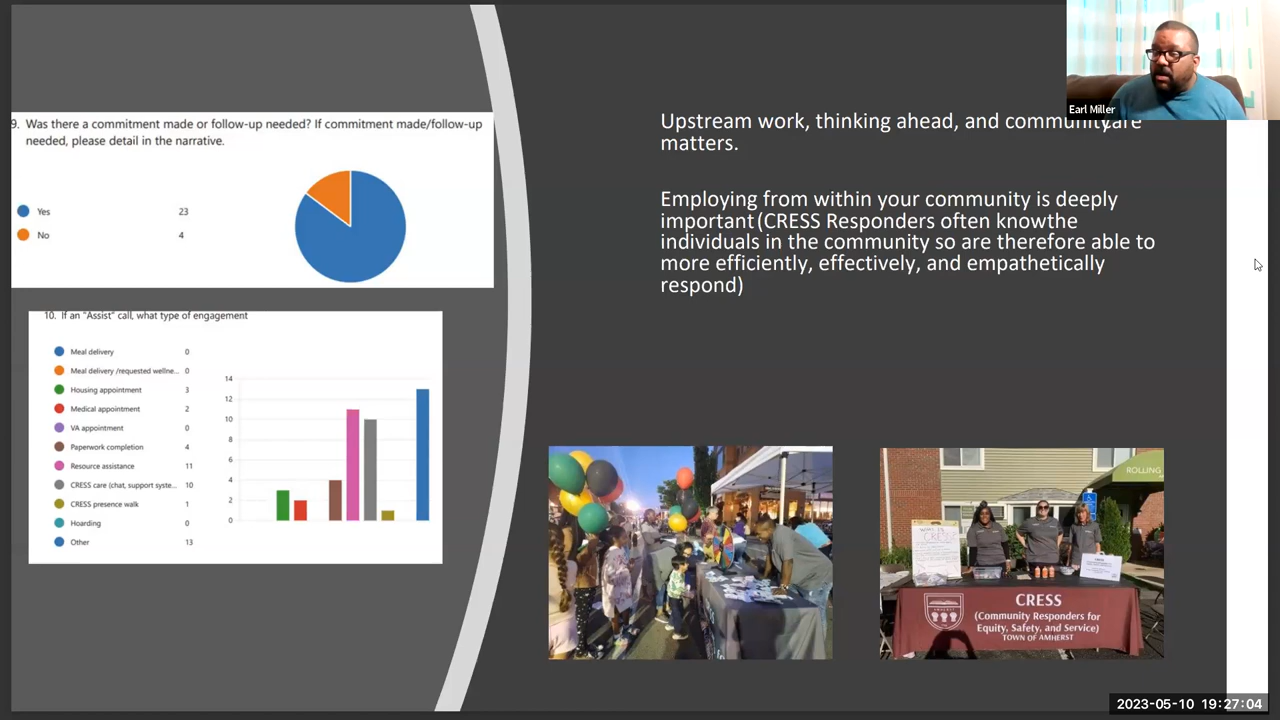 9. Was there a commitment made or follow-up needed? If commitment made/follow-up
needed, please detail in the narrative.
Yes 23
No 4
10. If an "Assist" call, what type of engagement
Meal delivery 0
Meal delivery /requested wellne... 0
Housing appointment 3
Medical appointment 2
VA appointment 0
Paperwork completion 4
Resource assistance 11
CRESS care (chat, support syste... 10
CRESS presence walk 1
Hoarding 0
Other 13
14
12
10
8
6
4
2
0
Earl Miller
Upstream work, thinking ahead, and community care
matters.
Employing from within your community is deeply
important (CRESS Responders often knowthe
individuals in the community so are therefore able to
more efficiently, effectively, and empathetically
respond)
ROLLING
CRESS
(Community Responders for
Equity, Safety, and Service)
TOWN OF AMHERST
2023-05-10 19:27:04